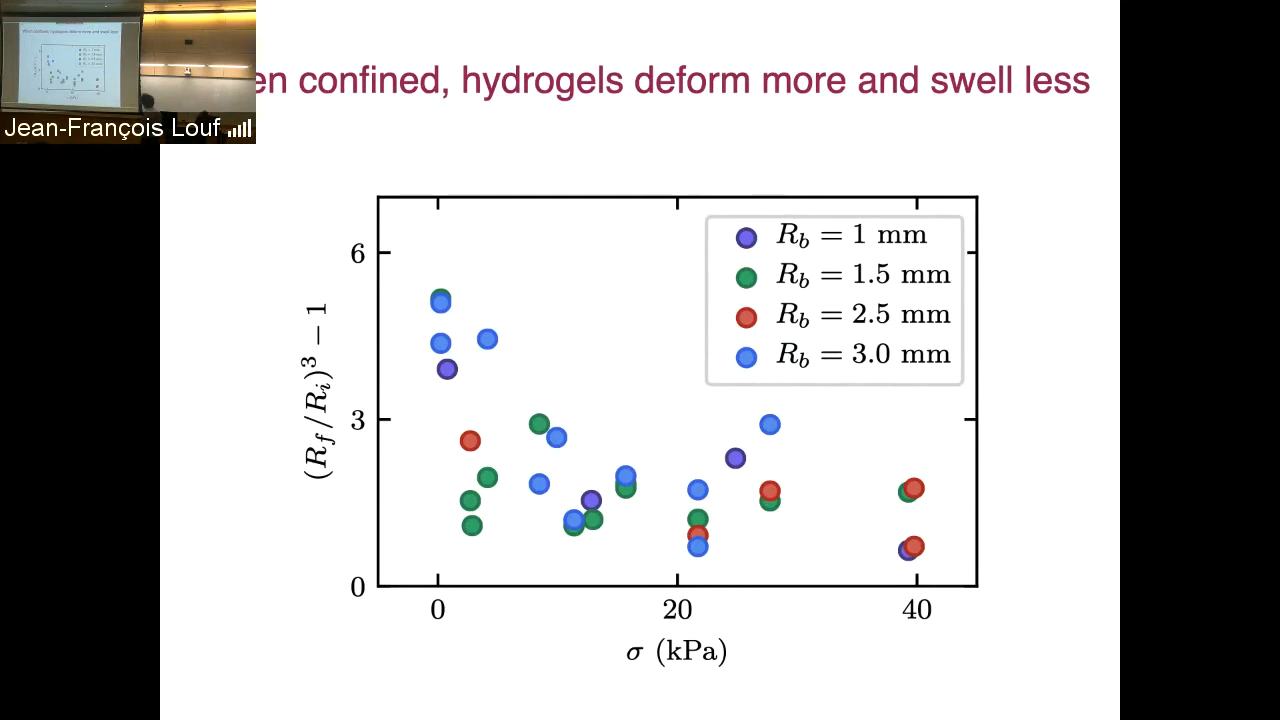 en confined, hydrogels deform more and swell less
Jean-François Louf
R_b = 1 mm
R_b = 1.5 mm
R_b = 2.5 mm
R_b = 3.0 mm
(R_f/R_i)^3 − 1
6
3
0
0 20 40
σ (kPa)